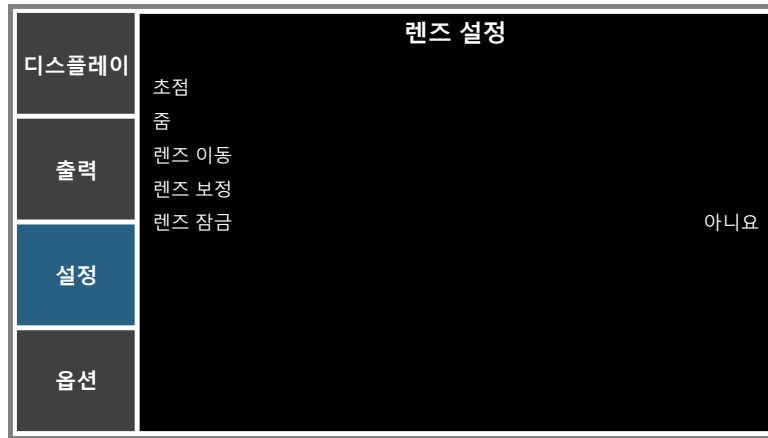 렌즈 설정
디스플레이
출력
설정
옵션
초점
줌
렌즈 이동
렌즈 보정
렌즈 잠금 아니요